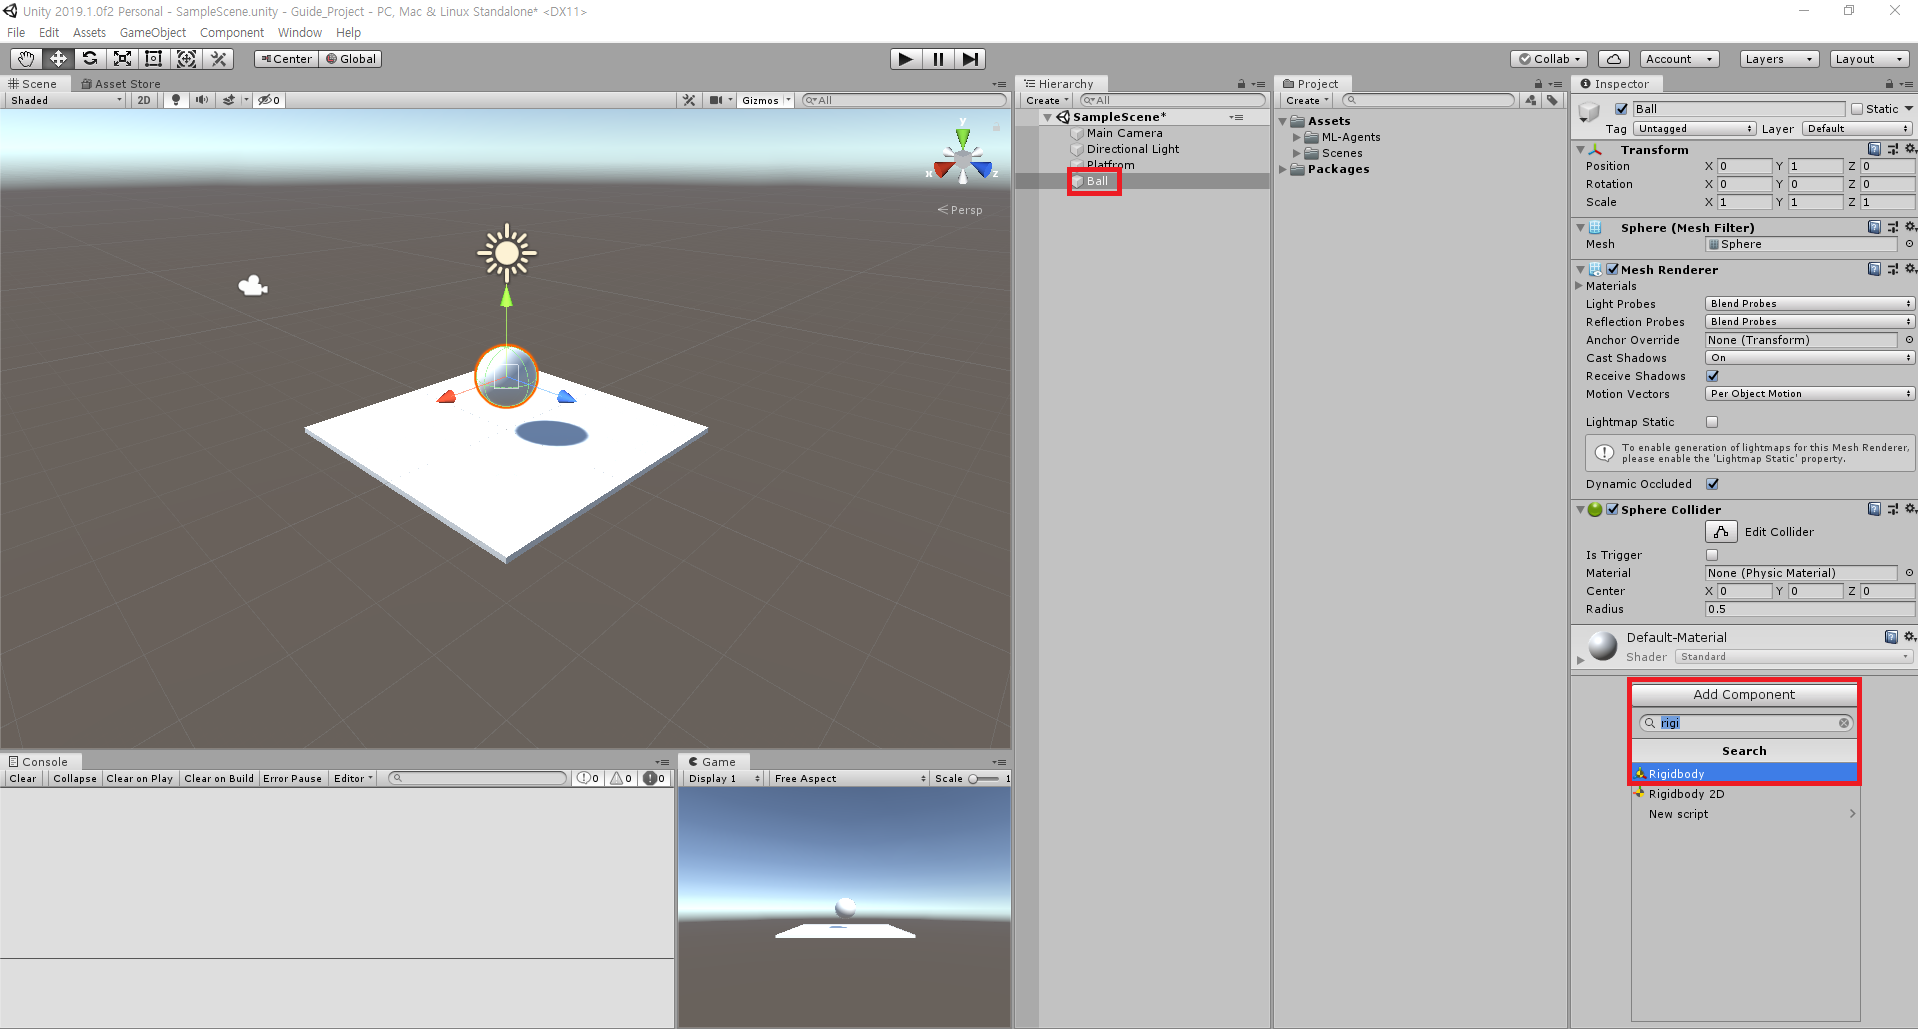 Unity 2019.1.0f2 Personal - SampleScene.unity - Guide_Project - PC, Mac & Linux Standalone* <DX11>
File Edit Assets GameObject Component Window Help
Center Global
Collab Account Layers Layout
Scene Asset Store
Shaded 2D 0 Gizmos All
y
x z
Persp
Hierarchy
Create All
SampleScene*
Main Camera
Directional Light
Platfrom
Ball
Project
Create
Assets
ML-Agents
Scenes
Packages
Inspector
Ball Static
Tag Untagged Layer Default
Transform
Position X 0 Y 1 Z 0
Rotation X 0 Y 0 Z 0
Scale X 1 Y 1 Z 1
Sphere (Mesh Filter)
Mesh Sphere
Mesh Renderer
Materials
Light Probes Blend Probes
Reflection Probes Blend Probes
Anchor Override None (Transform)
Cast Shadows On
Receive Shadows
Motion Vectors Per Object Motion
Lightmap Static
To enable generation of lightmaps for this Mesh Renderer,
please enable the 'Lightmap Static' property.
Dynamic Occluded
Sphere Collider
Edit Collider
Is Trigger
Material None (Physic Material)
Center X 0 Y 0 Z 0
Radius 0.5
Default-Material
Shader Standard
Add Component
rigi
Search
Rigidbody
Rigidbody 2D
New script
Console
Clear Collapse Clear on Play Clear on Build Error Pause Editor 0 0 0
Game
Display 1 Free Aspect Scale 1